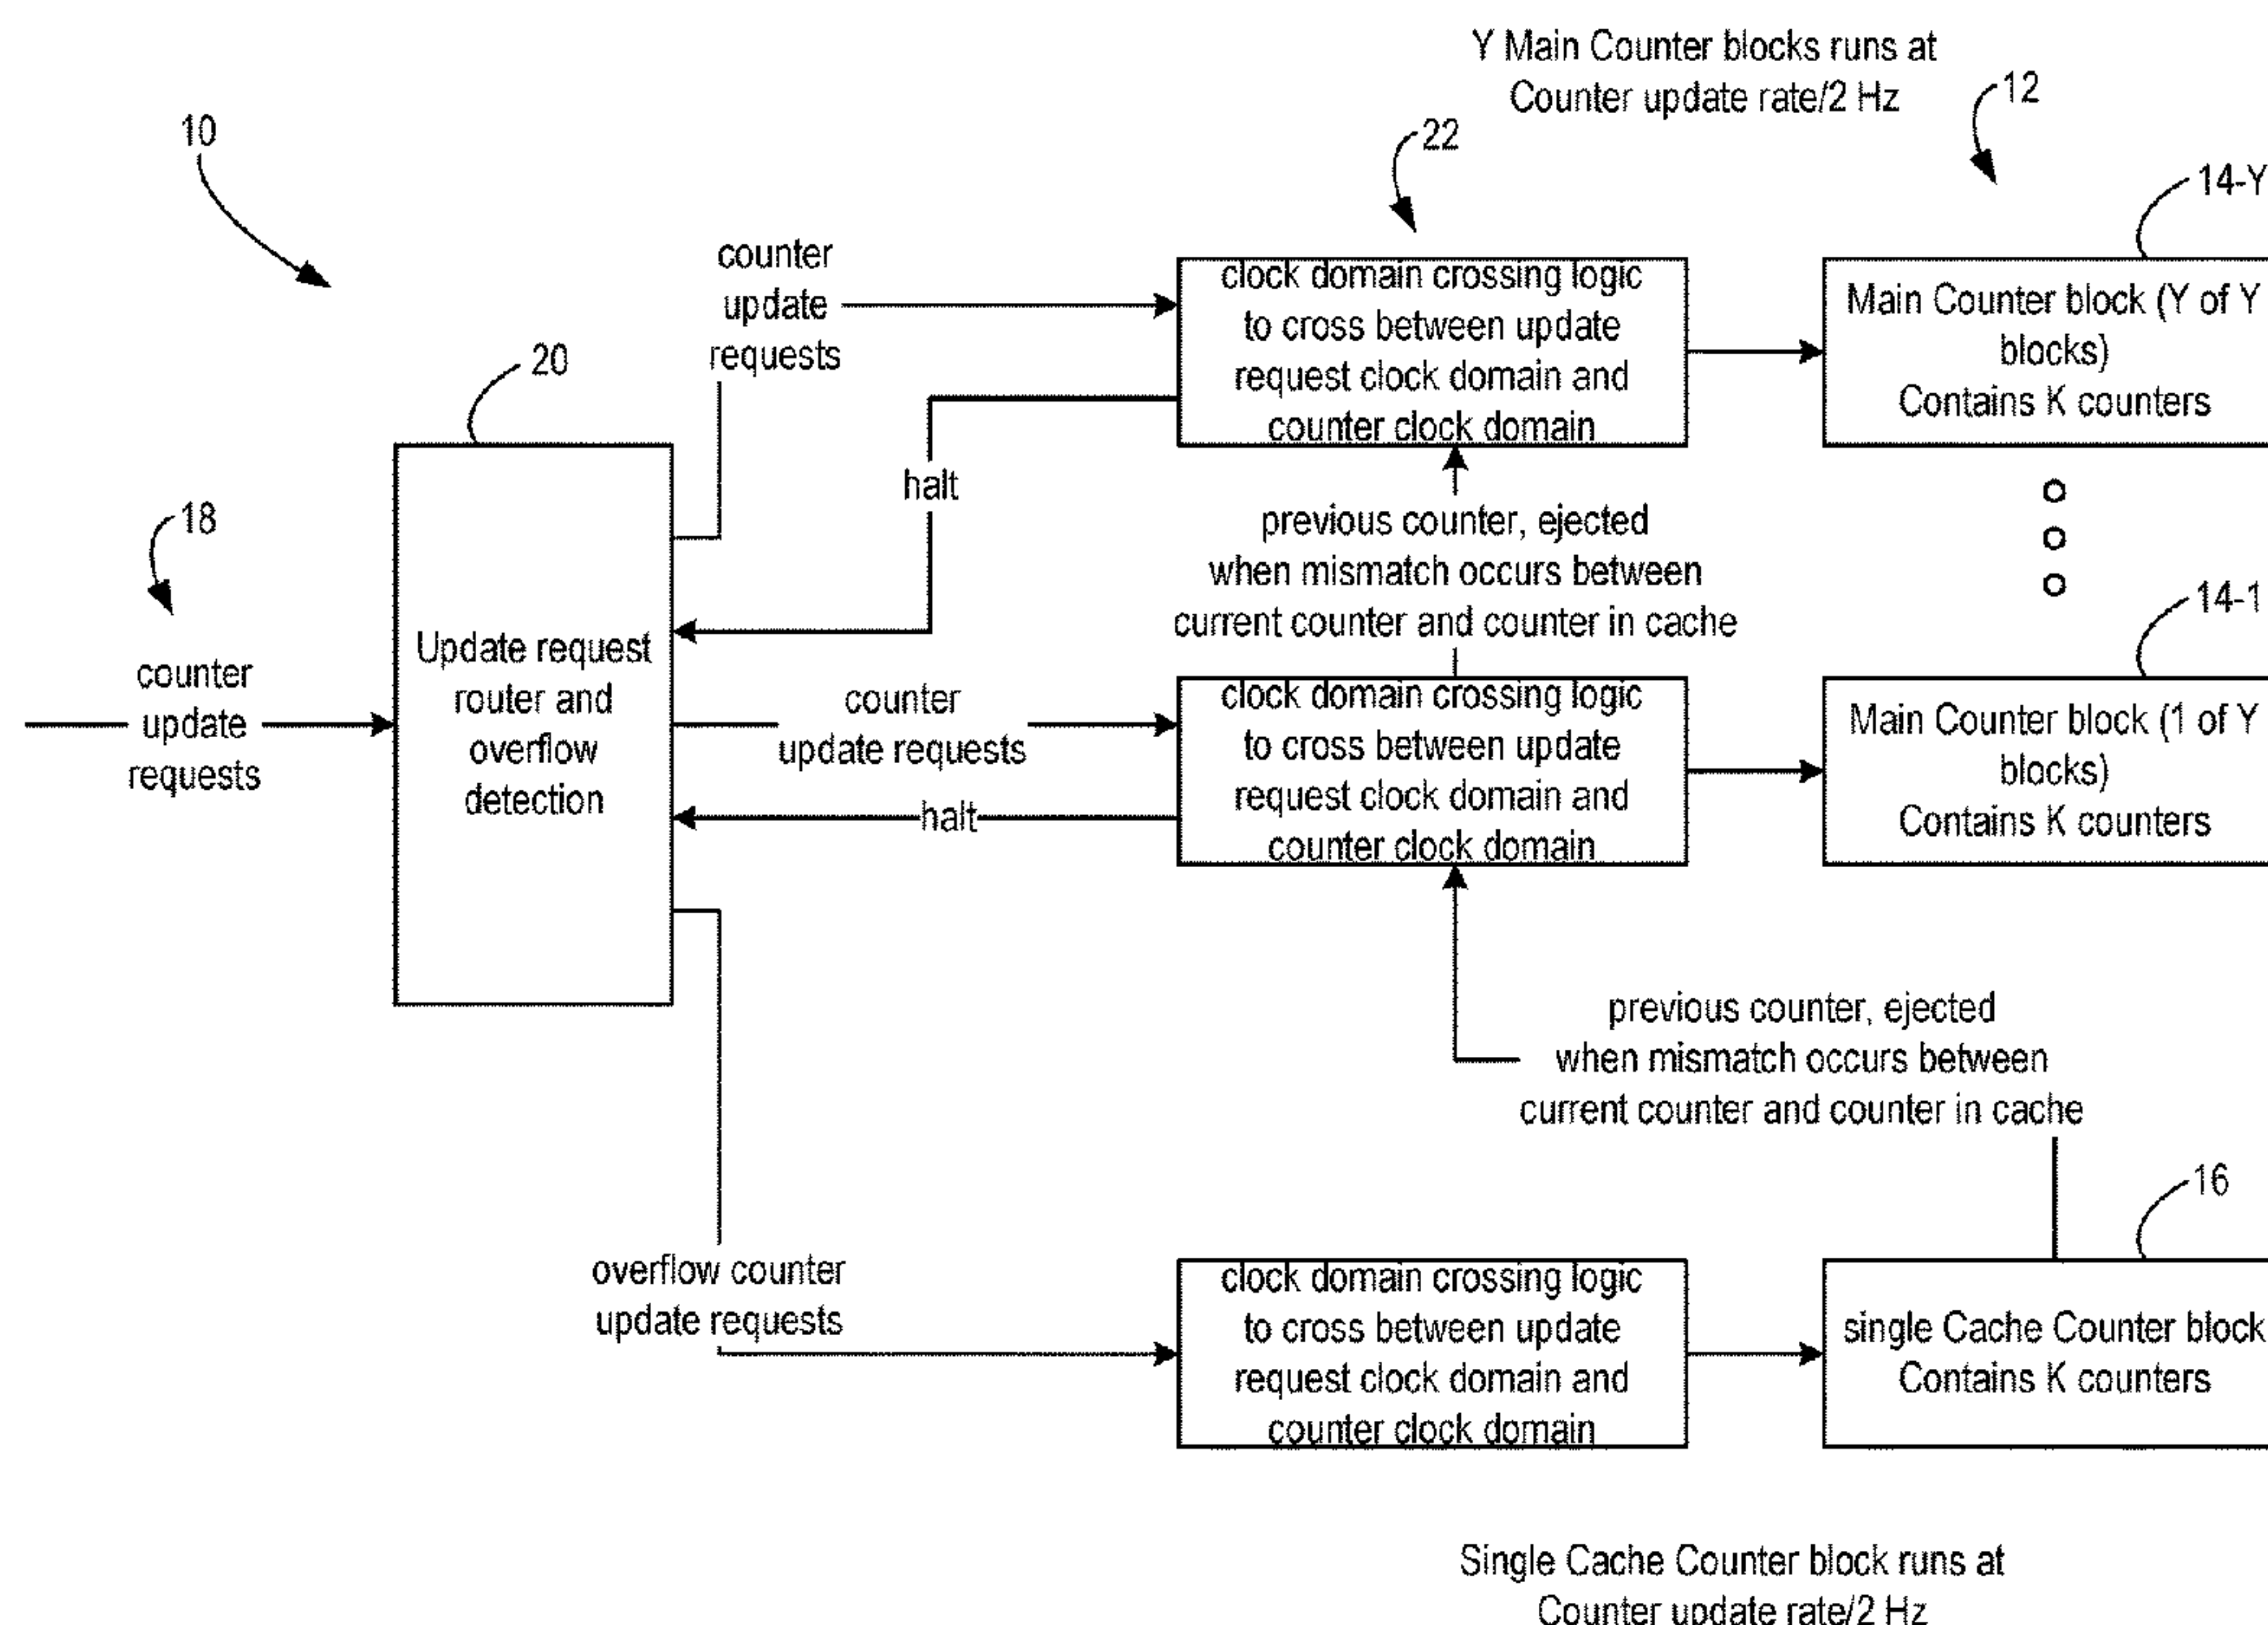 Y Main Counter blocks runs at
Counter update rate/2 Hz
12
10
22
14-Y
counter
update
requests
clock domain crossing logic
to cross between update
request clock domain and
counter clock domain
Main Counter block (Y of Y
blocks)
Contains K counters
20
halt
18
previous counter, ejected
when mismatch occurs between
current counter and counter in cache
14-1
counter
update
requests
Update request
router and
overflow
detection
counter
update requests
halt
clock domain crossing logic
to cross between update
request clock domain and
counter clock domain
Main Counter block (1 of Y
blocks)
Contains K counters
previous counter, ejected
when mismatch occurs between
current counter and counter in cache
16
overflow counter
update requests
clock domain crossing logic
to cross between update
request clock domain and
counter clock domain
single Cache Counter block
Contains K counters
Single Cache Counter block runs at
Counter update rate/2 Hz